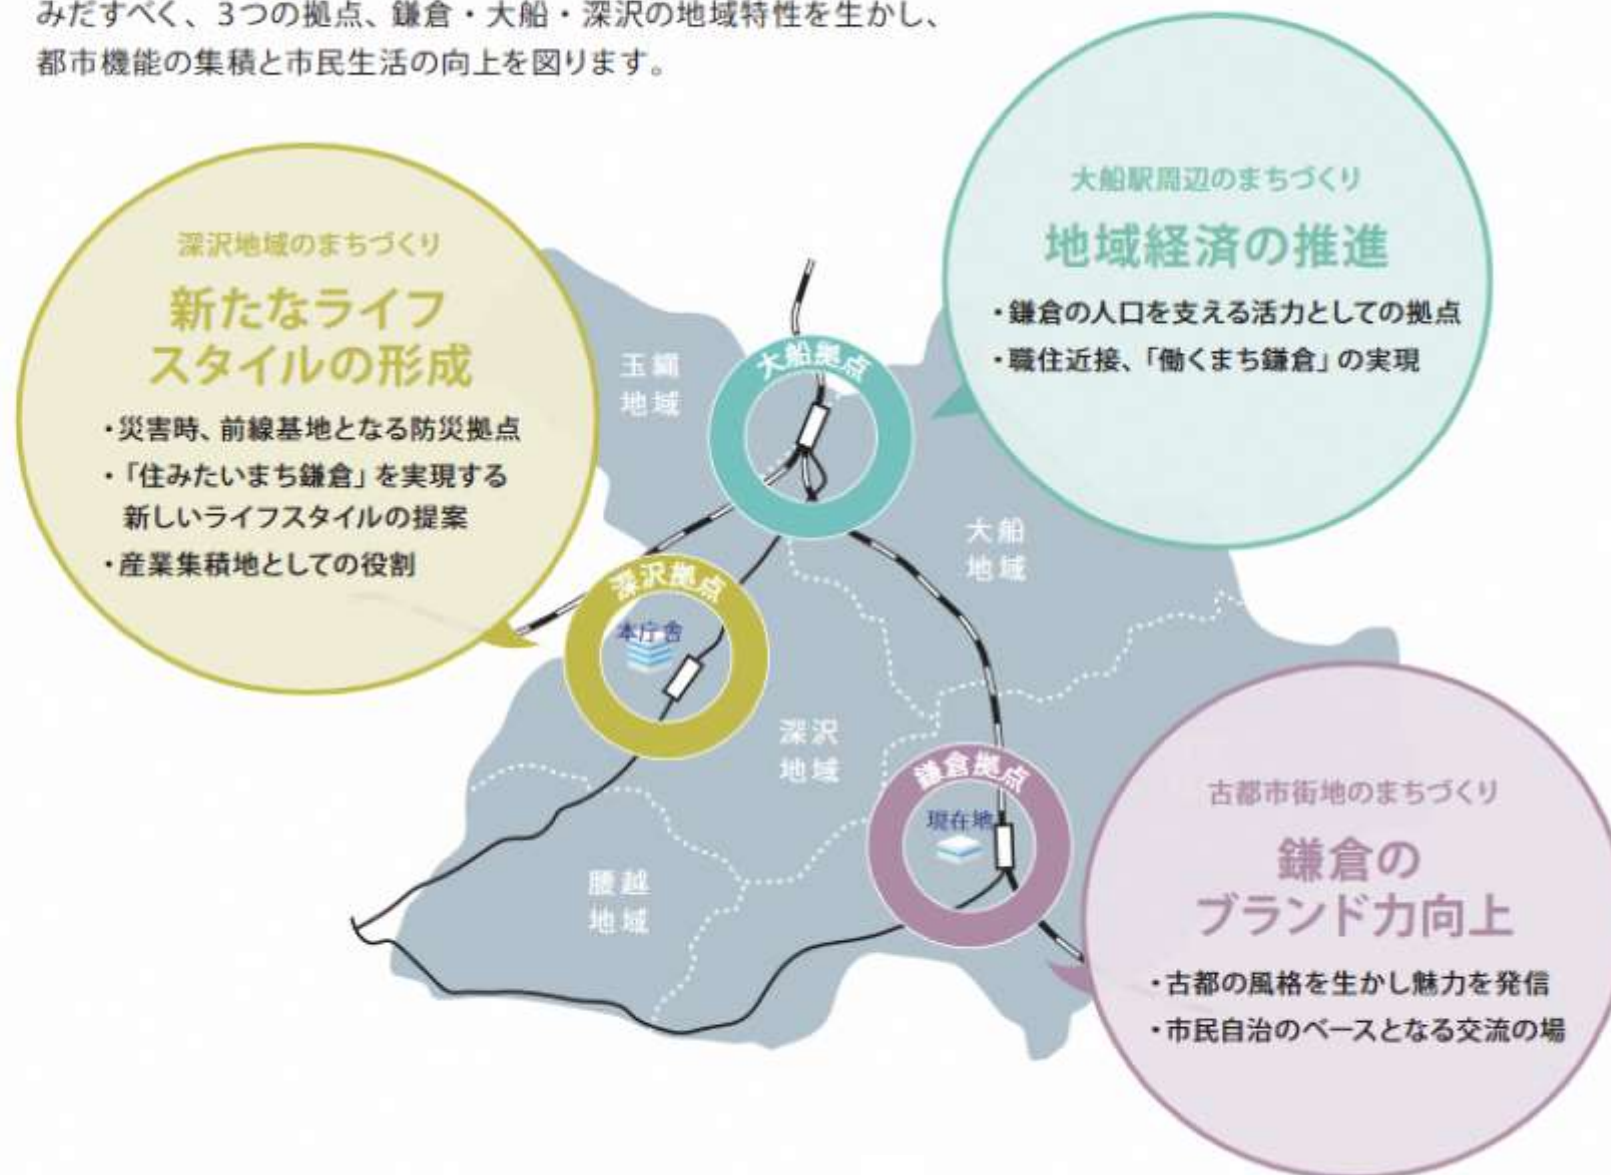 みだすべく、3つの拠点、鎌倉・大船・深沢の地域特性を生かし、
都市機能の集積と市民生活の向上を図ります。
大船駅周辺のまちづくり
地域経済の推進
・鎌倉の人口を支える活力としての拠点
・職住近接、「働くまち鎌倉」の実現
深沢地域のまちづくり
新たなライフ
スタイルの形成
・災害時、前線基地となる防災拠点
・「住みたいまち鎌倉」を実現する
新しいライフスタイルの提案
・産業集積地としての役割
玉縄
地域
大船拠点
大船
地域
深沢拠点
本庁舎
深沢
地域
鎌倉拠点
現在地
腰越
地域
古都市街地のまちづくり
鎌倉の
ブランド力向上
・古都の風格を生かし魅力を発信
・市民自治のベースとなる交流の場